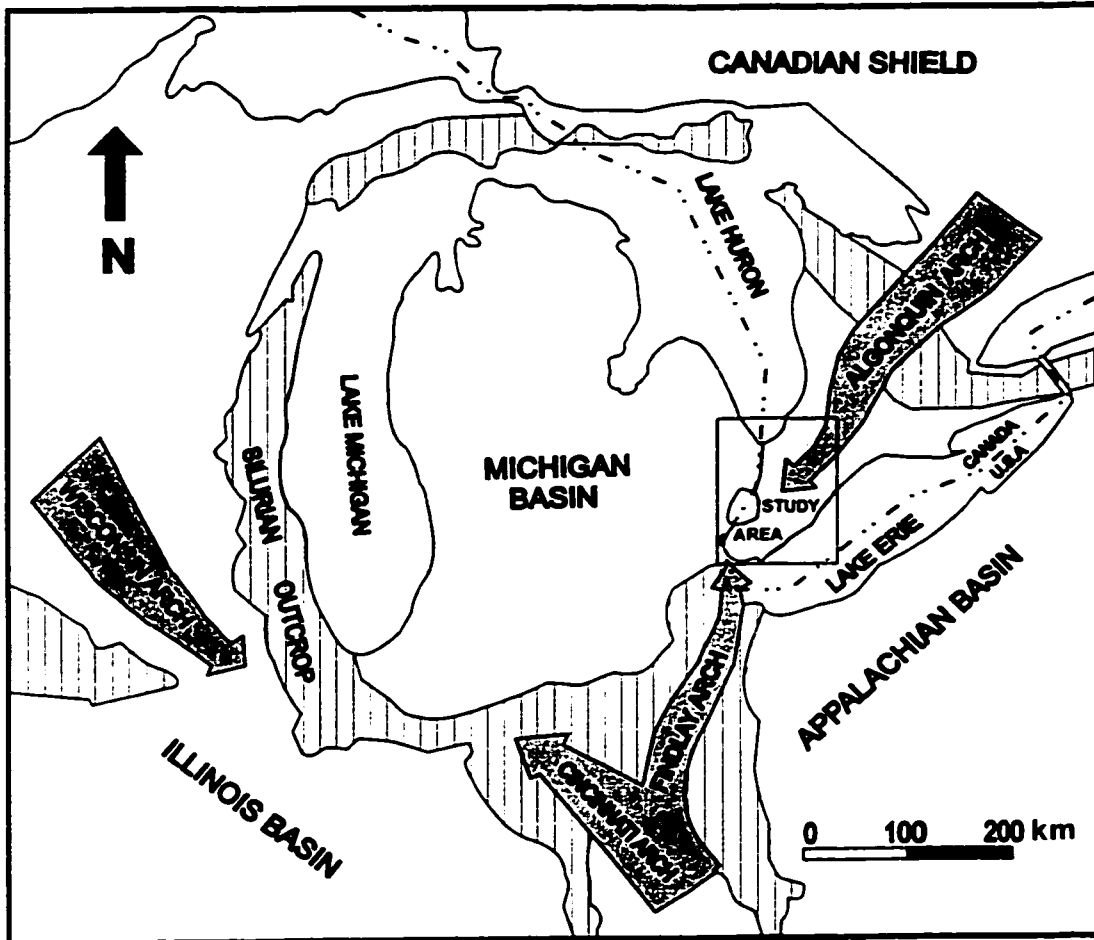 CANADIAN SHIELD
N
LAKE HURON
ALGONQUIN ARCH
LAKE MICHIGAN
MICHIGAN
BASIN
SILURIAN
OUTCROP
WISCONSIN ARCH
STUDY
AREA
CANADA
U.S.A
LAKE ERIE
APPALACHIAN BASIN
FINDLAY ARCH
CINCINNATI ARCH
ILLINOIS BASIN
0 100 200 km